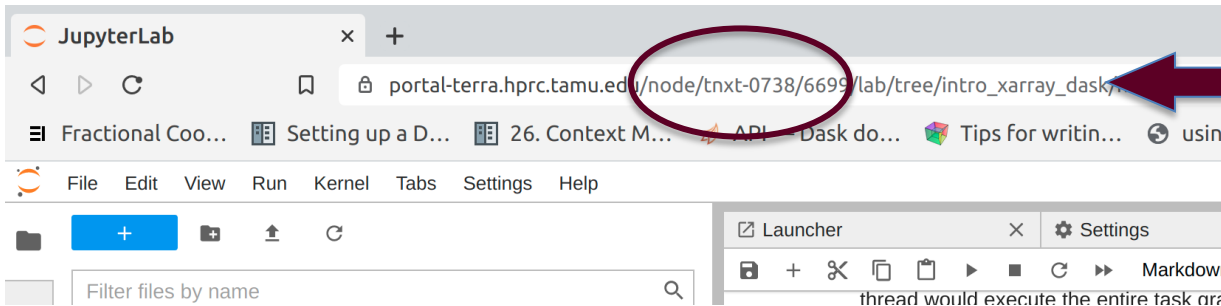 JupyterLab
portal-terra.hprc.tamu.edu/node/tnxt-0738/6699/lab/tree/intro_xarray_dask/
Fractional Coo... Setting up a D... 26. Context M... API — Dask do... Tips for writin... usin
File Edit View Run Kernel Tabs Settings Help
Launcher Settings
Markdow
Filter files by name
thread would execute the entire task gra